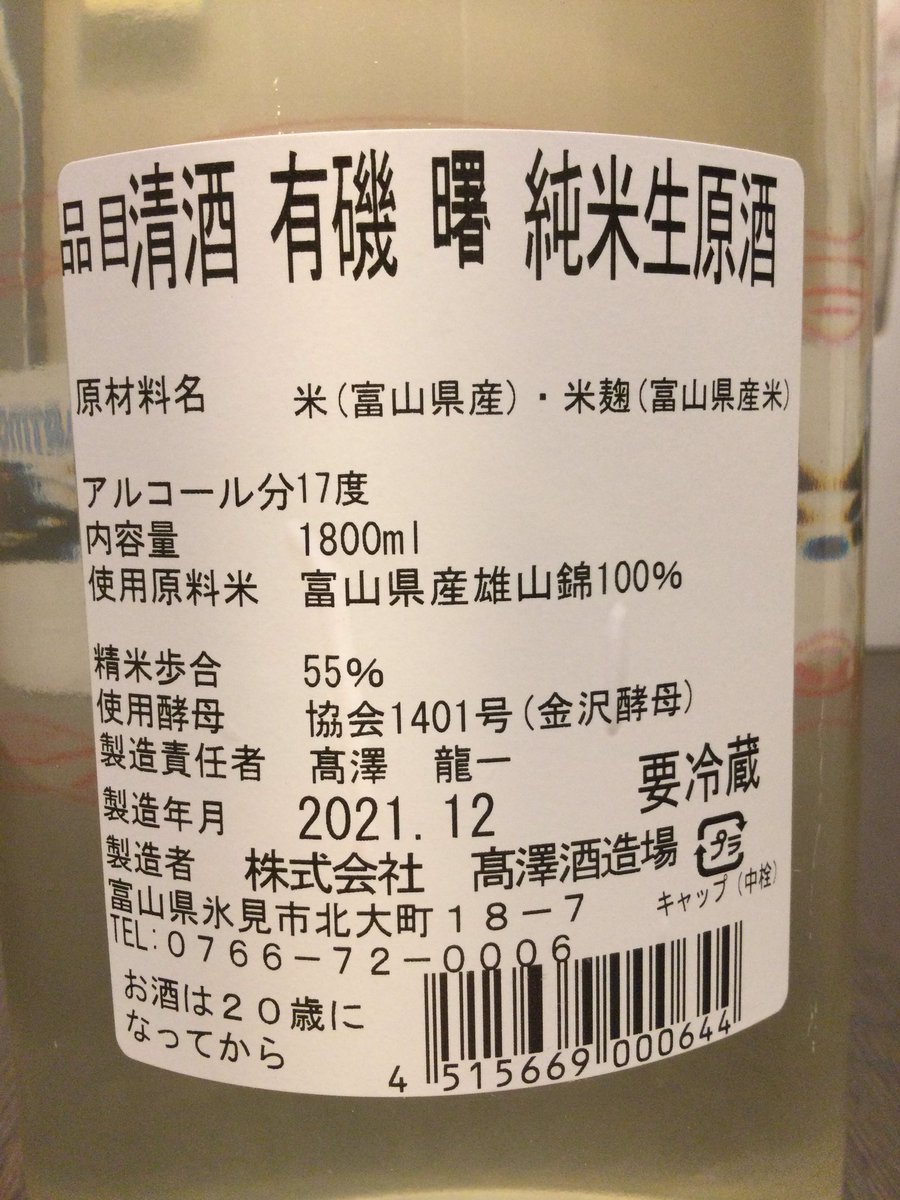 品目清酒 有磯 曙 純米生原酒
原材料名 米(富山県産)・米麹(富山県産米)
アルコール分17度
内容量 1800ml
使用原料米 富山県産雄山錦100%
精米歩合 55%
使用酵母 協会1401号(金沢酵母)
製造責任者 髙澤 龍一
要冷蔵
製造年月 2021.12
製造者 株式会社 髙澤酒造場
プラ
キャップ(中栓)
富山県氷見市北大町18-7
TEL:0766-72-0006
お酒は20歳に
なってから
4 515669 000644